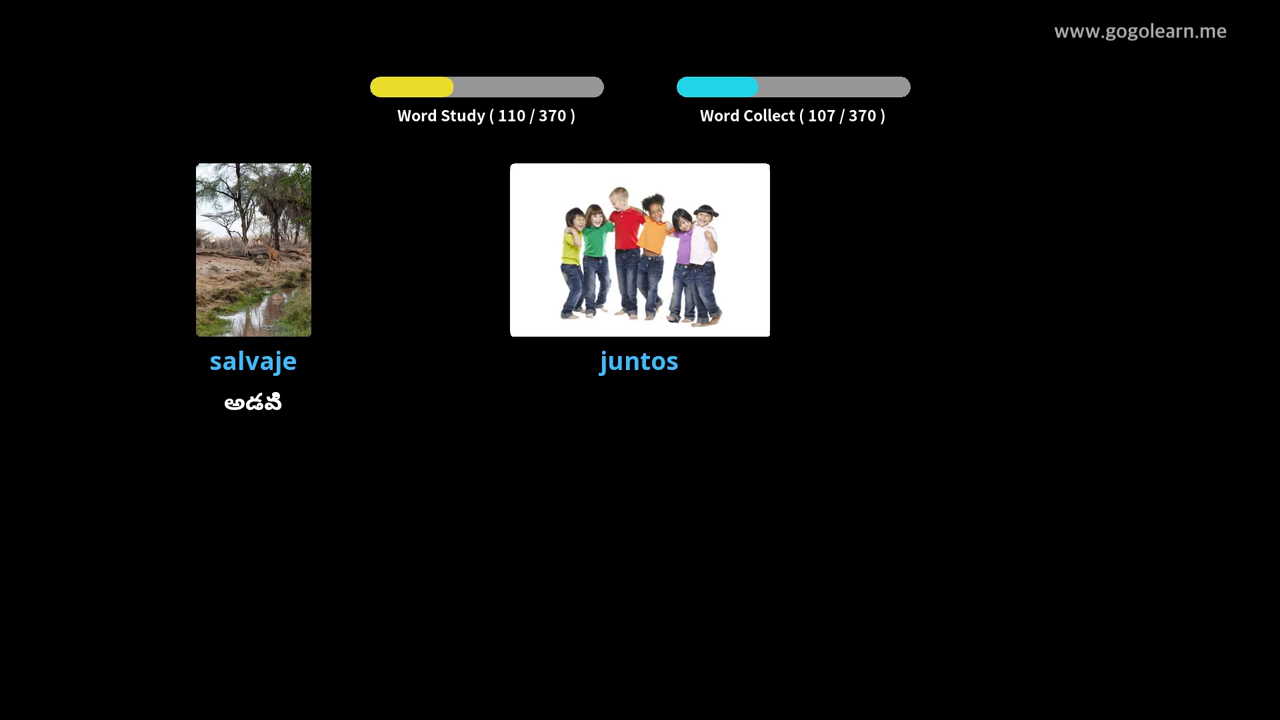 www.gogolearn.me
Word Study ( 110 / 370 )
Word Collect ( 107 / 370 )
salvaje
juntos
అడవి